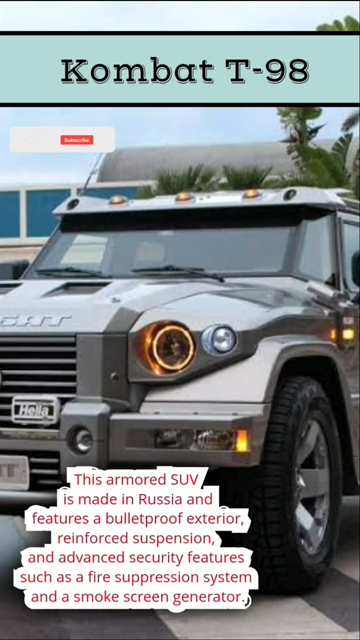 Kombat T-98
Subscribe
Hella
This armored SUV
is made in Russia and
features a bulletproof exterior,
reinforced suspension,
and advanced security features
such as a fire suppression system
and a smoke screen generator.